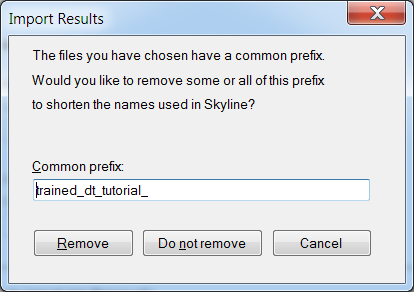 Import Results
The files you have chosen have a common prefix.
Would you like to remove some or all of this prefix
to shorten the names used in Skyline?
Common prefix:
trained_dt_tutorial_
Remove
Do not remove
Cancel